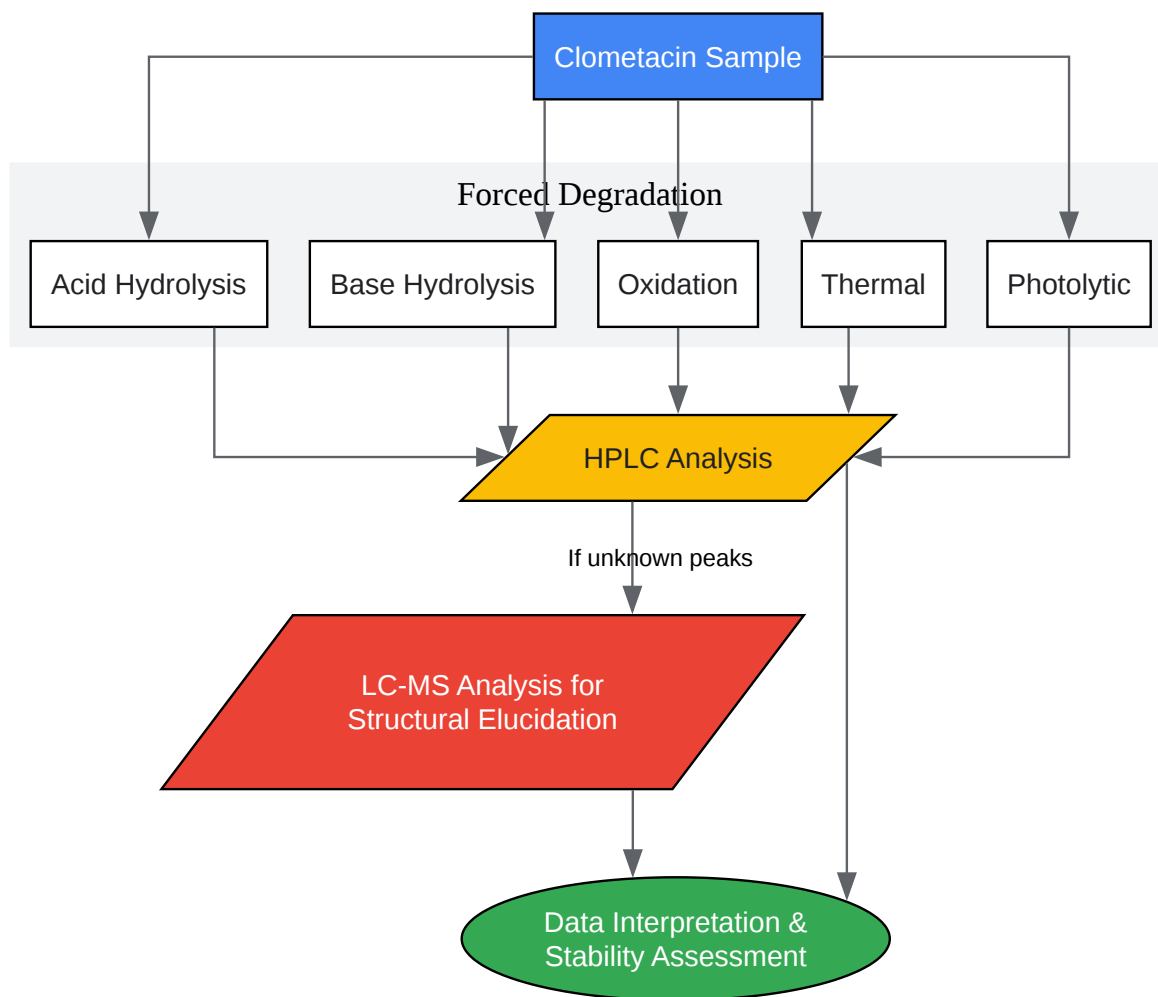 Clometacin Sample
Forced Degradation
Acid Hydrolysis
Base Hydrolysis
Oxidation
Thermal
Photolytic
HPLC Analysis
If unknown peaks
LC-MS Analysis for
Structural Elucidation
Data Interpretation &
Stability Assessment